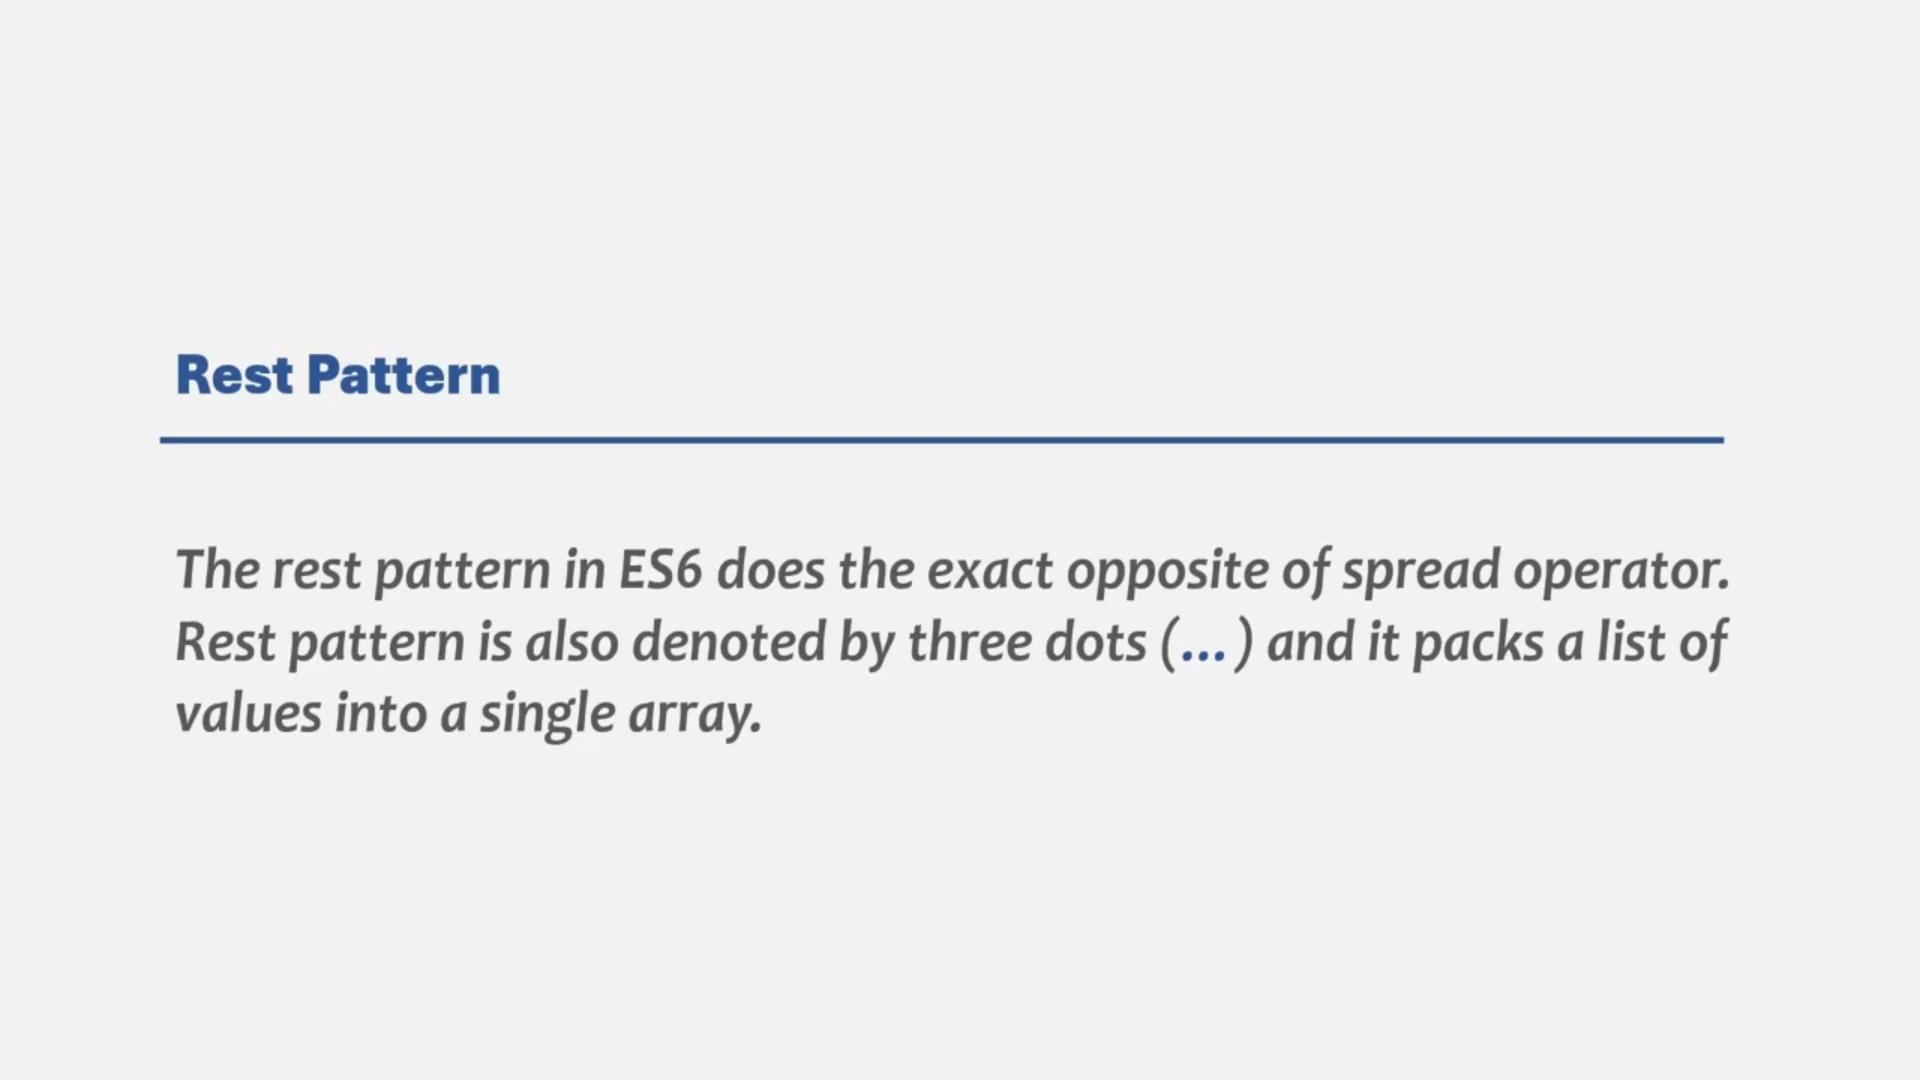 Rest Pattern
The rest pattern in ES6 does the exact opposite of spread operator.
Rest pattern is also denoted by three dots (... ) and it packs a list of
values into a single array.